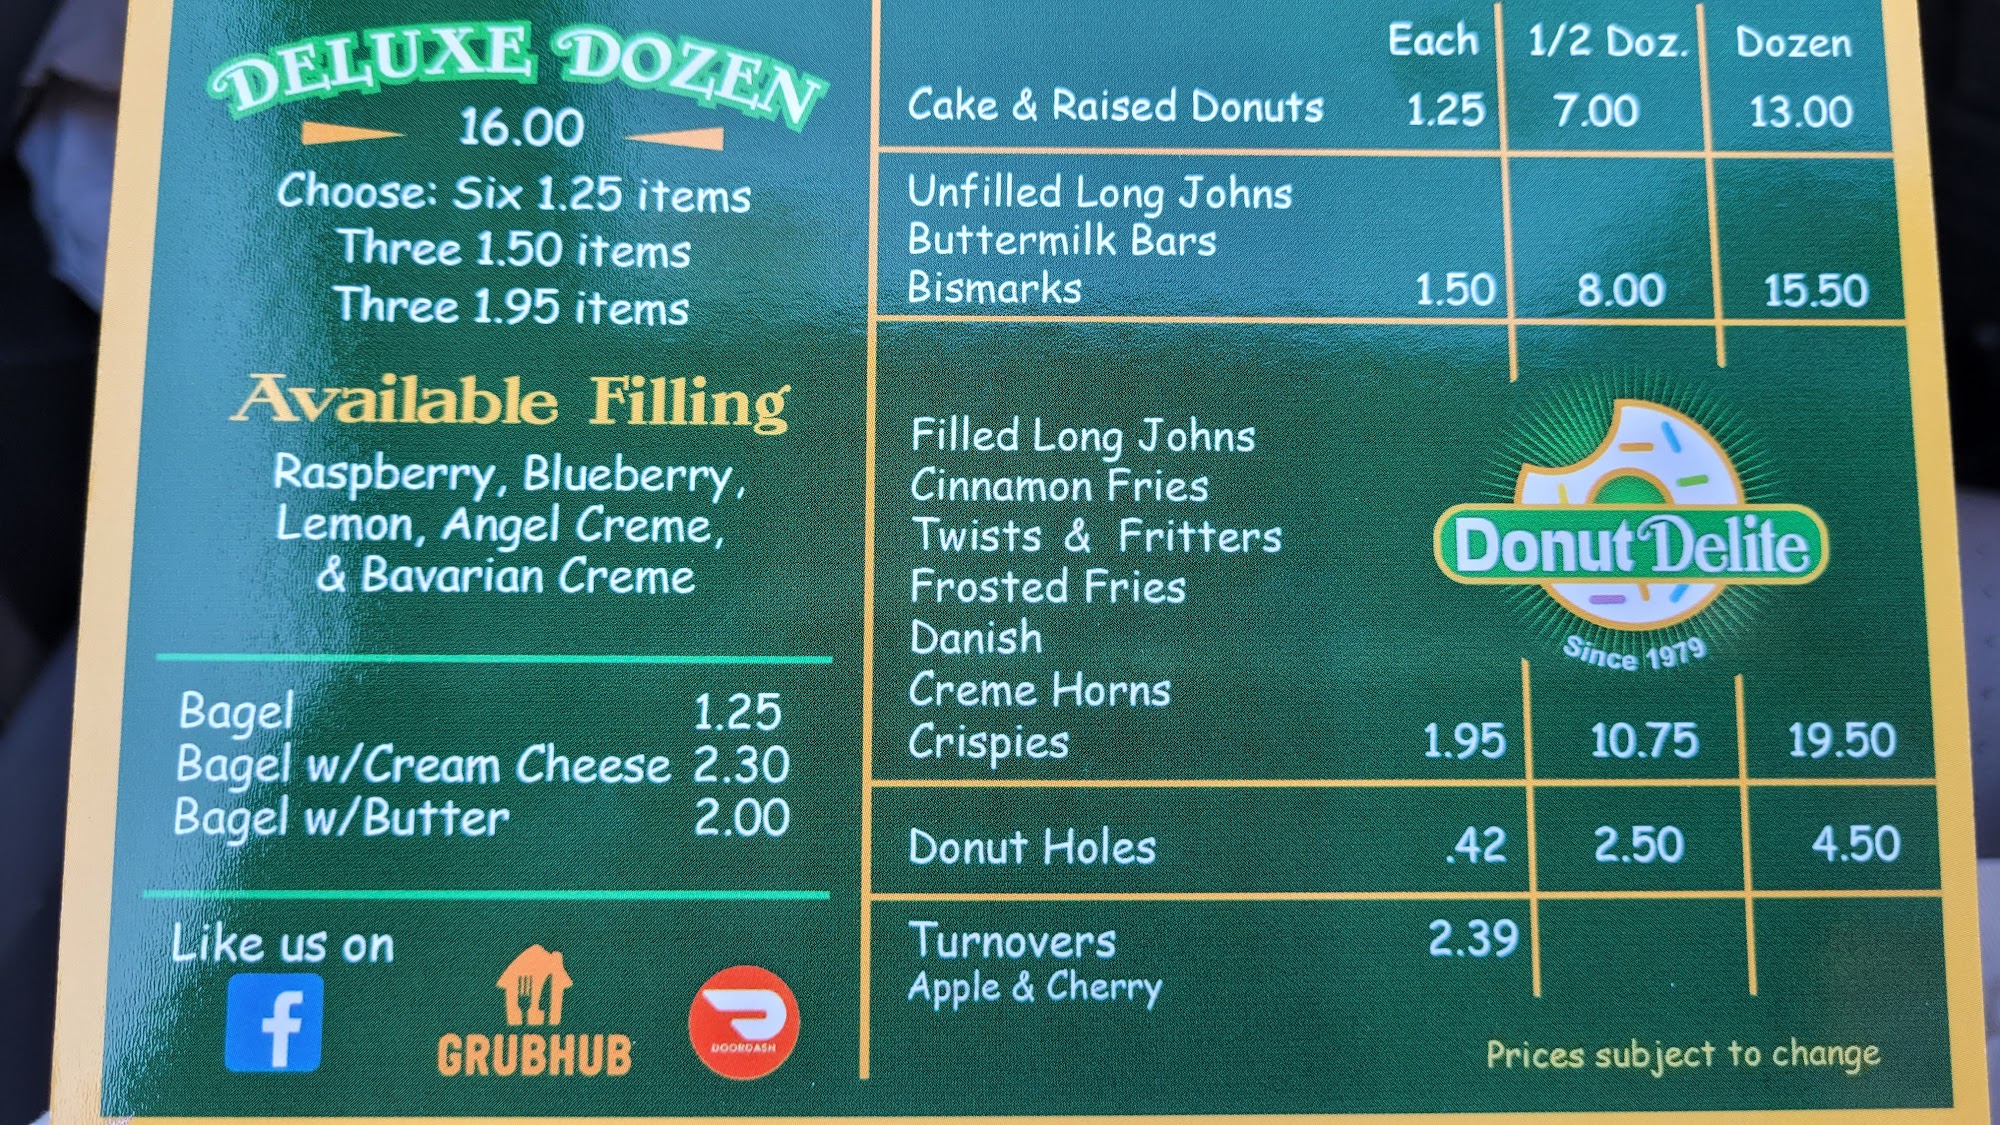 DELUXE DOZEN
16.00
Choose: Six 1.25 items
Three 1.50 items
Three 1.95 items
Available Filling
Raspberry, Blueberry,
Lemon, Angel Creme,
& Bavarian Creme
Bagel 1.25
Bagel w/Cream Cheese 2.30
Bagel w/Butter 2.00
Like us on
f
GRUBHUB
DOORDASH
Each 1/2 Doz. Dozen
Cake & Raised Donuts 1.25 7.00 13.00
Unfilled Long Johns
Buttermilk Bars
Bismarks 1.50 8.00 15.50
Filled Long Johns
Cinnamon Fries
Twists & Fritters
Frosted Fries
Danish
Creme Horns
Crispies 1.95 10.75 19.50
Donut Delite
Since 1979
Donut Holes .42 2.50 4.50
Turnovers 2.39
Apple & Cherry
Prices subject to change